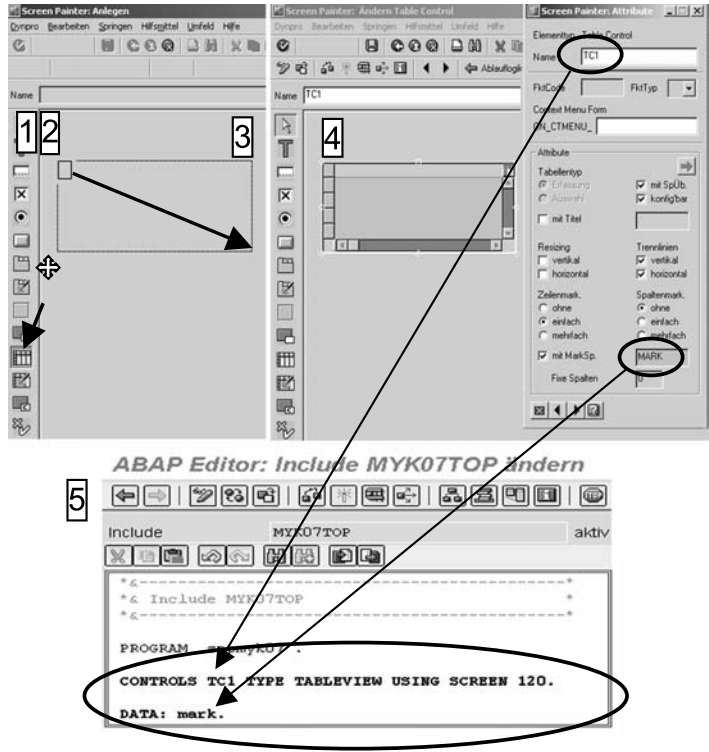 Screen Painter: Anlegen
Dynpro Bearbeiten Springen Hilfsmittel Umfeld Hilfe
Name
1
2
3
Screen Painter: Ändern Table Control
Dynpro Bearbeiten Springen Hilfsmittel Umfeld Hilfe
Ablauflogik
Name TC1
4
Screen Painter: Attribute
Elementtyp Table Control
Name TC1
FktCode FktTyp
Context Menu Form
ON_CTMENU_
Attribute
Tabellentyp
Erfassung mit SpÜb.
Auswahl konfig'bar
mit Titel
Resizing Trennlinien
vertikal vertikal
horizontal horizontal
Zeilenmark. Spaltenmark.
ohne ohne
einfach einfach
mehrfach mehrfach
mit MarkSp. MARK
Fixe Spalten 0
ABAP Editor: Include MYK07TOP ändern
5
Include MYK07TOP aktiv
*&---------------------------------------------------------------------*
*& Include MYK07TOP *
*&---------------------------------------------------------------------*
PROGRAM
CONTROLS TC1 TYPE TABLEVIEW USING SCREEN 120.
DATA: mark.